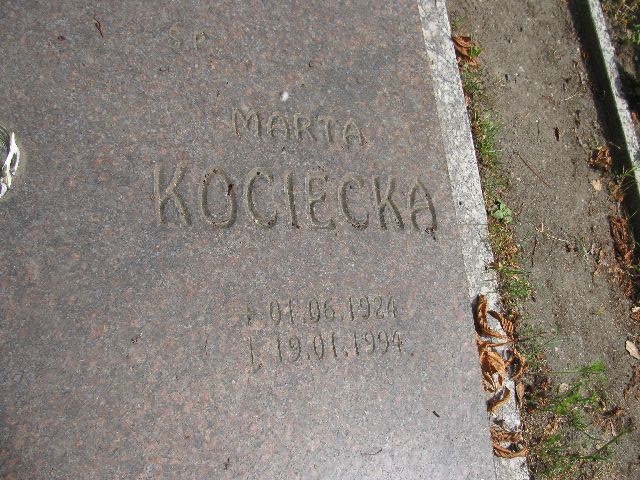 Ś.P.
MARTA
KOCIECKA
* 01.06.1924
† 19.01.1994